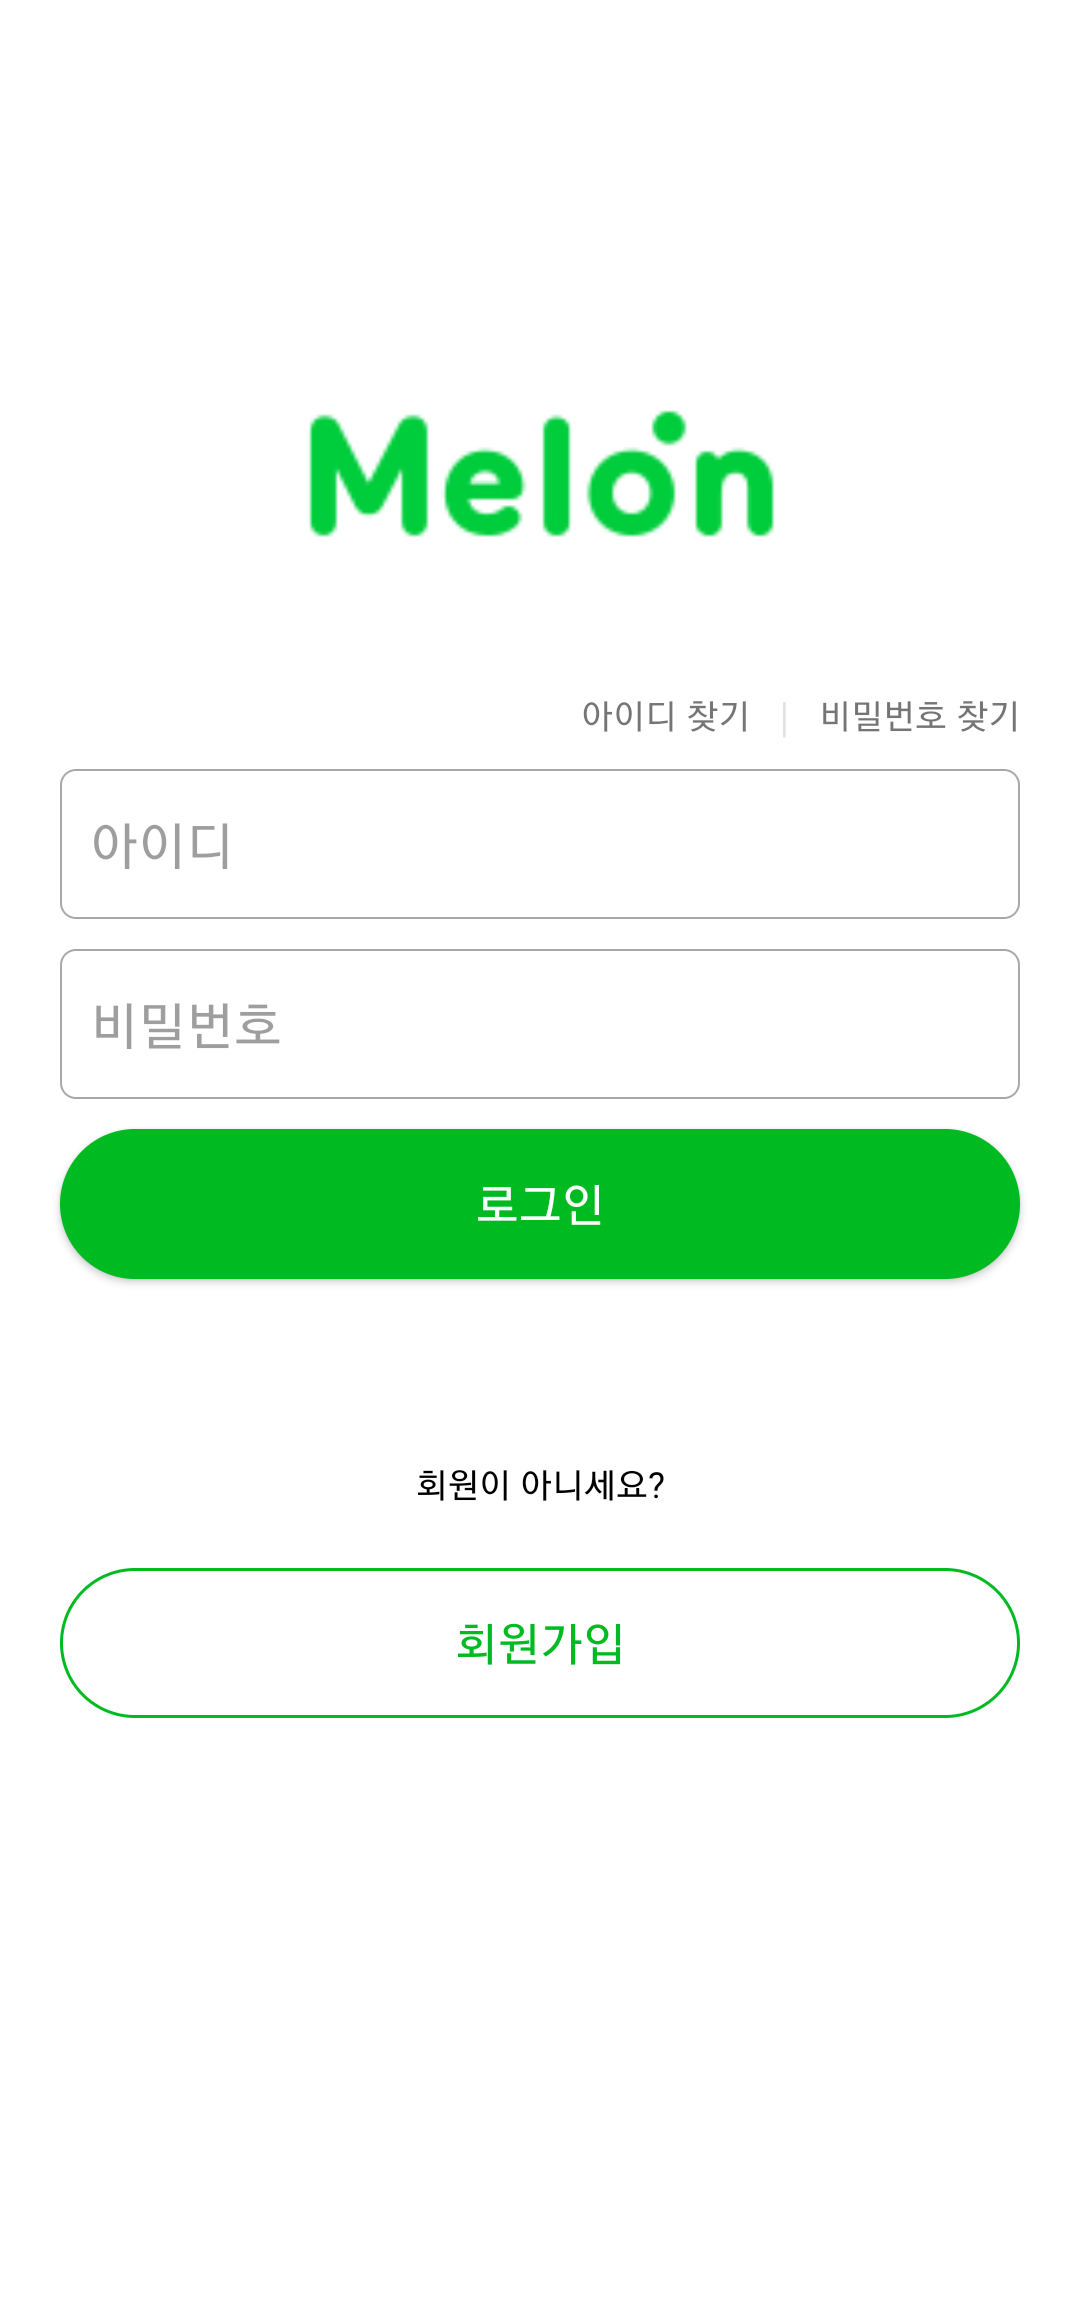 Melon
아이디 찾기 | 비밀번호 찾기
아이디
비밀번호
로그인
회원이 아니세요?
회원가입